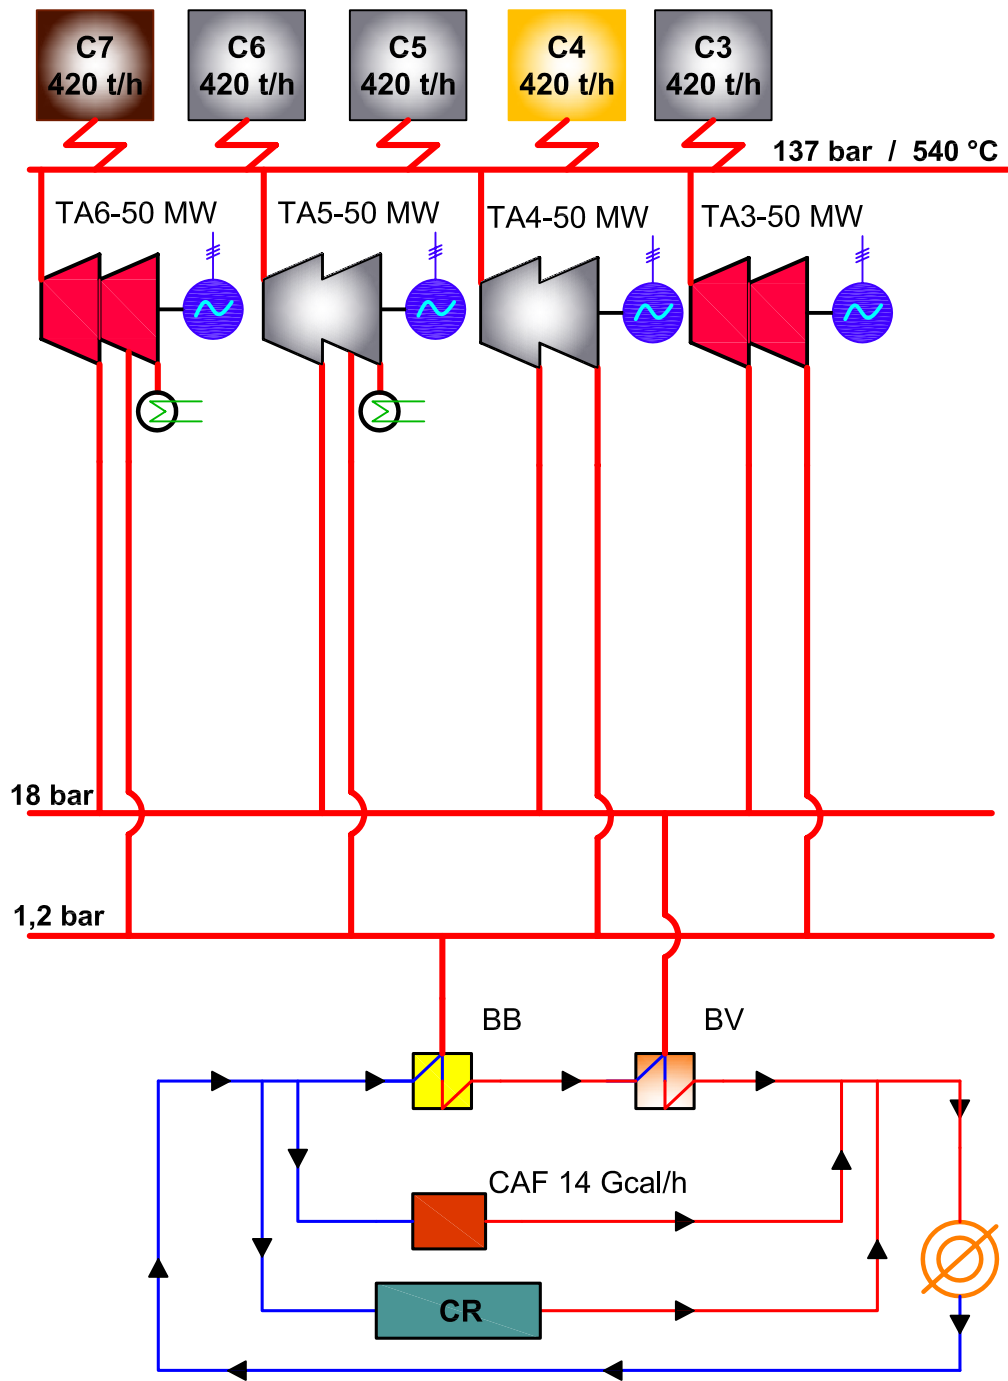 C7
420 t/h
C6
420 t/h
C5
420 t/h
C4
420 t/h
C3
420 t/h
137 bar / 540 °C
TA6-50 MW
TA5-50 MW
TA4-50 MW
TA3-50 MW
18 bar
1,2 bar
BB
BV
CAF 14 Gcal/h
CR